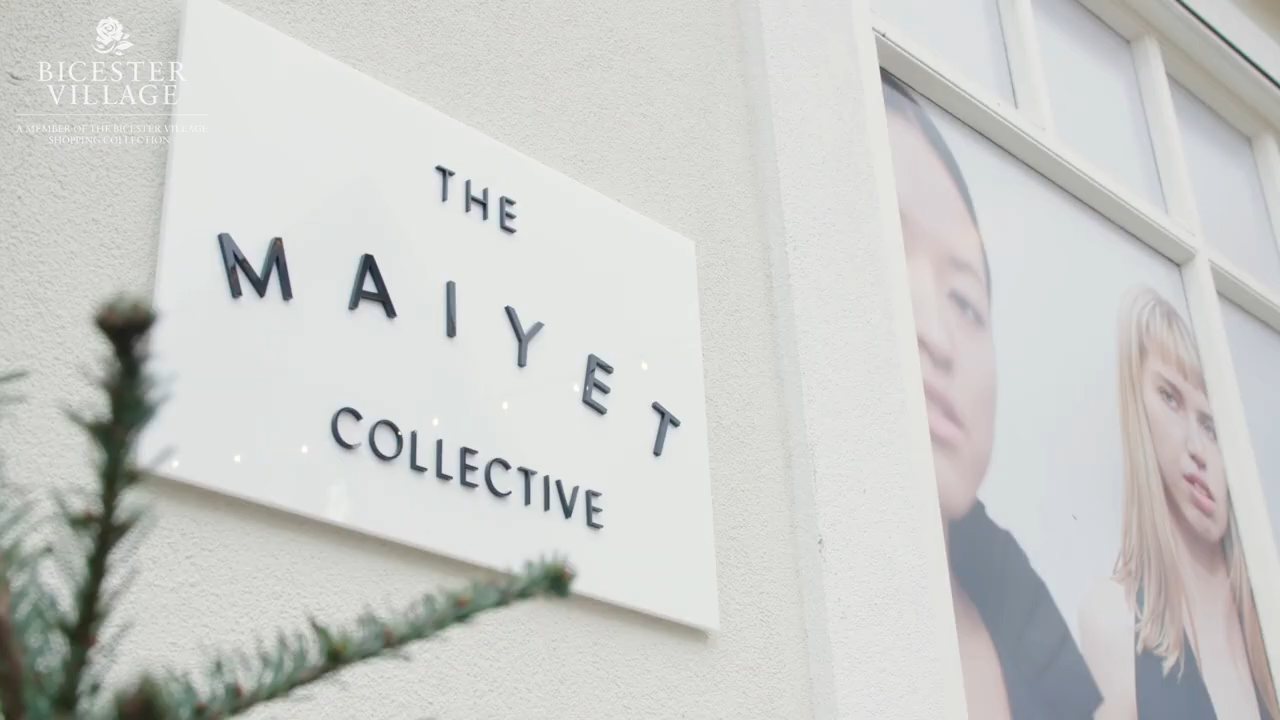 BICESTER
VILLAGE
A MEMBER OF THE BICESTER VILLAGE
SHOPPING COLLECTION
THE
MAIYET
COLLECTIVE